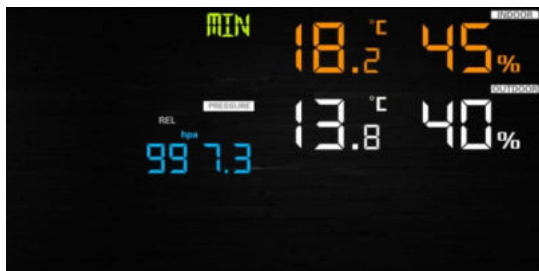 MIN
INDOOR
18.2 °C 45%
OUTDOOR
13.8 °C 40%
PRESSURE
REL
hpa
997.3